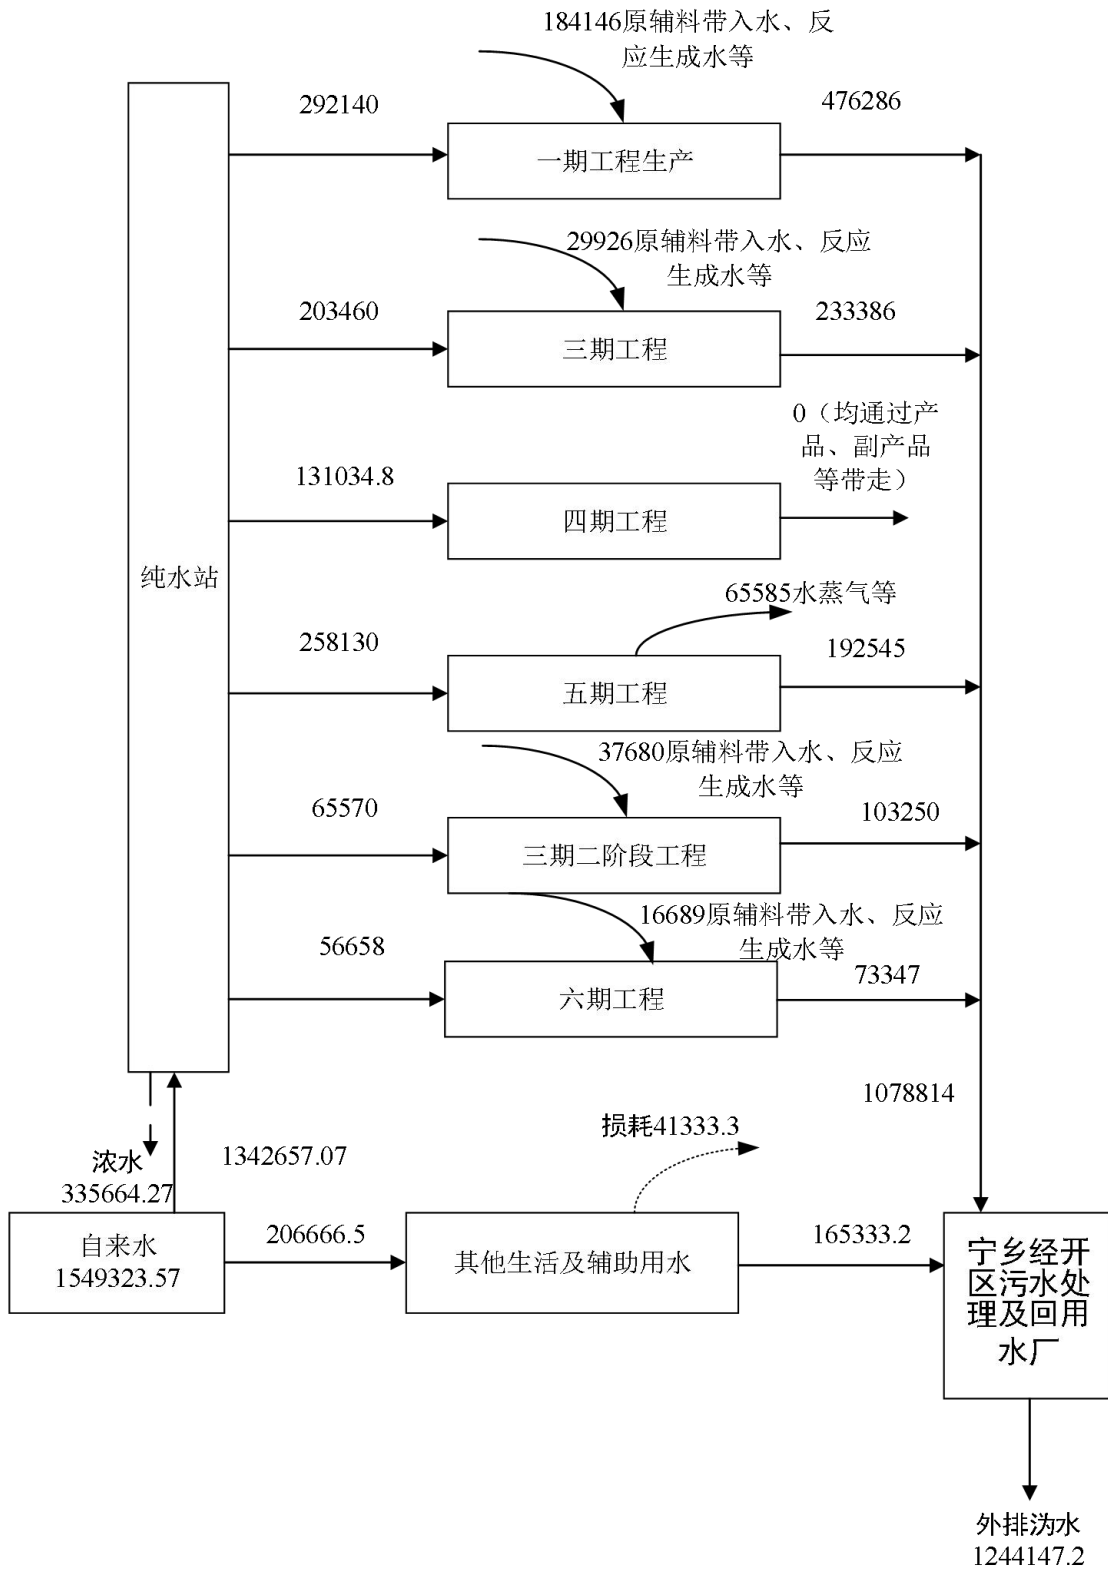 184146原辅料带入水、反
应生成水等
292140
476286
一期工程生产
29926原辅料带入水、反应
生成水等
203460
233386
三期工程
0（均通过产
品、副产品
等带走）
131034.8
四期工程
纯水站
65585水蒸气等
258130
192545
五期工程
37680原辅料带入水、反应
生成水等
65570
103250
三期二阶段工程
16689原辅料带入水、反应
生成水等
56658
73347
六期工程
1078814
损耗41333.3
浓水
335664.27
1342657.07
自来水
1549323.57
206666.5
其他生活及辅助用水
165333.2
宁乡经开
区污水处
理及回用
水厂
外排沩水
1244147.2